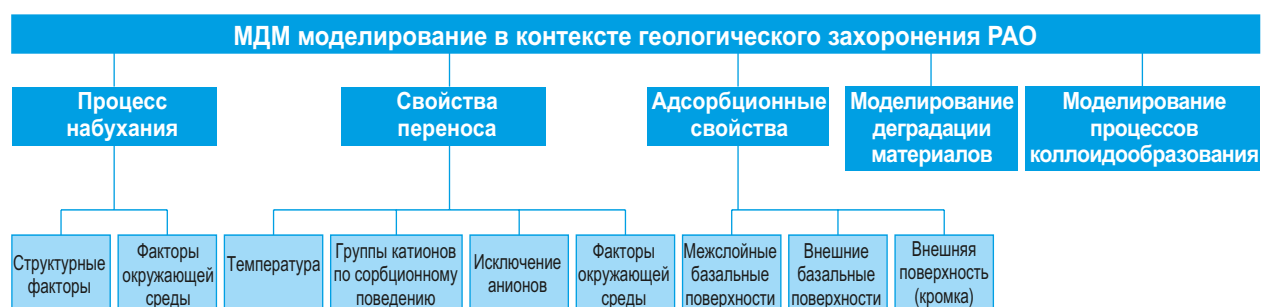 МДМ моделирование в контексте геологического захоронения РАО
Процесс
набухания
Свойства
переноса
Адсорбционные
свойства
Моделирование
деградации
материалов
Моделирование
процессов
коллоидообразования
Структурные
факторы
Факторы
окружающей
среды
Температура
Группы катионов
по сорбционному
поведению
Исключение
анионов
Факторы
окружающей
среды
Межслойные
базальные
поверхности
Внешние
базальные
поверхности
Внешняя
поверхность
(кромка)